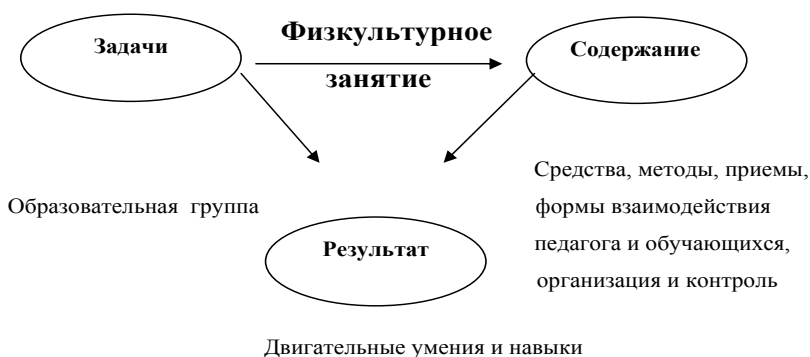 Задачи
Физкультурное
занятие
Содержание
Образовательная группа
Средства, методы, приемы,
формы взаимодействия
педагога и обучающихся,
организация и контроль
Результат
Двигательные умения и навыки